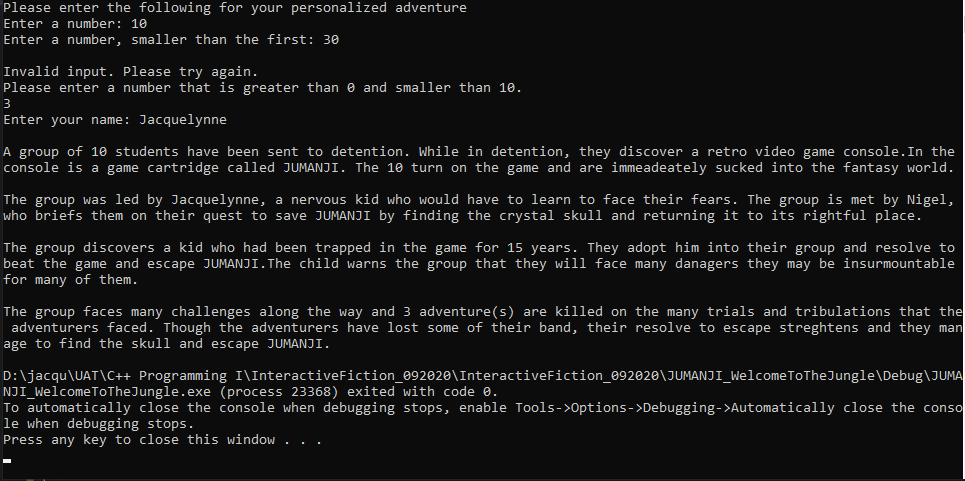 Please enter the following for your personalized adventure
Enter a number: 10
Enter a number, smaller than the first: 30
Invalid input. Please try again.
Please enter a number that is greater than 0 and smaller than 10.
3
Enter your name: Jacquelynne
A group of 10 students have been sent to detention. While in detention, they discover a retro video game console.In the
console is a game cartridge called JUMANJI. The 10 turn on the game and are immeadeately sucked into the fantasy world.
The group was led by Jacquelynne, a nervous kid who would have to learn to face their fears. The group is met by Nigel,
who briefs them on their quest to save JUMANJI by finding the crystal skull and returning it to its rightful place.
The group discovers a kid who had been trapped in the game for 15 years. They adopt him into their group and resolve to
beat the game and escape JUMANJI.The child warns the group that they will face many danagers they may be insurmountable
for many of them.
The group faces many challenges along the way and 3 adventure(s) are killed on the many trials and tribulations that the
 adventurers faced. Though the adventurers have lost some of their band, their resolve to escape streghtens and they man
age to find the skull and escape JUMANJI.
D:\jacqu\UAT\C++ Programming I\InteractiveFiction_092020\InteractiveFiction_092020\JUMANJI_WelcomeToTheJungle\Debug\JUMA
NJI_WelcomeToTheJungle.exe (process 23368) exited with code 0.
To automatically close the console when debugging stops, enable Tools->Options->Debugging->Automatically close the conso
le when debugging stops.
Press any key to close this window . . .